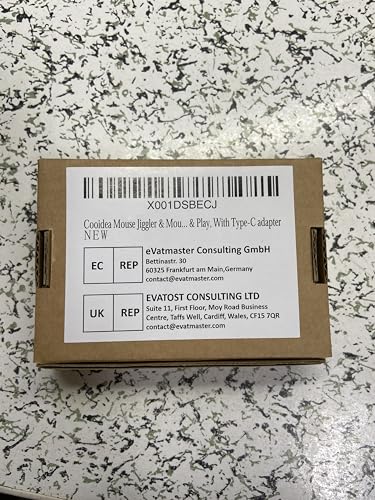 X001DSBECJ
Cooidea Mouse Jiggler & Mou... & Play, With Type-C adapter
NEW
EC REP
eVatmaster Consulting GmbH
Bettinastr. 30
60325 Frankfurt am Main,Germany
contact@evatmaster.com
UK REP
EVATOST CONSULTING LTD
Suite 11, First Floor, Moy Road Business
Centre, Taffs Well, Cardiff, Wales, CF15 7QR
contact@evatmaster.com